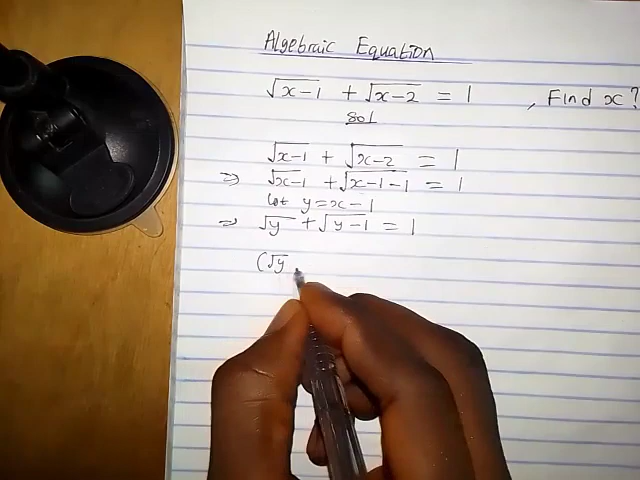 Algebraic Equation
√x-1 + √x-2 = 1 , Find x?
sol
√x-1 + √x-2 = 1
⇒ √x-1 + √x-1-1 = 1
let y = x-1
⇒ √y + √y-1 = 1
(√y